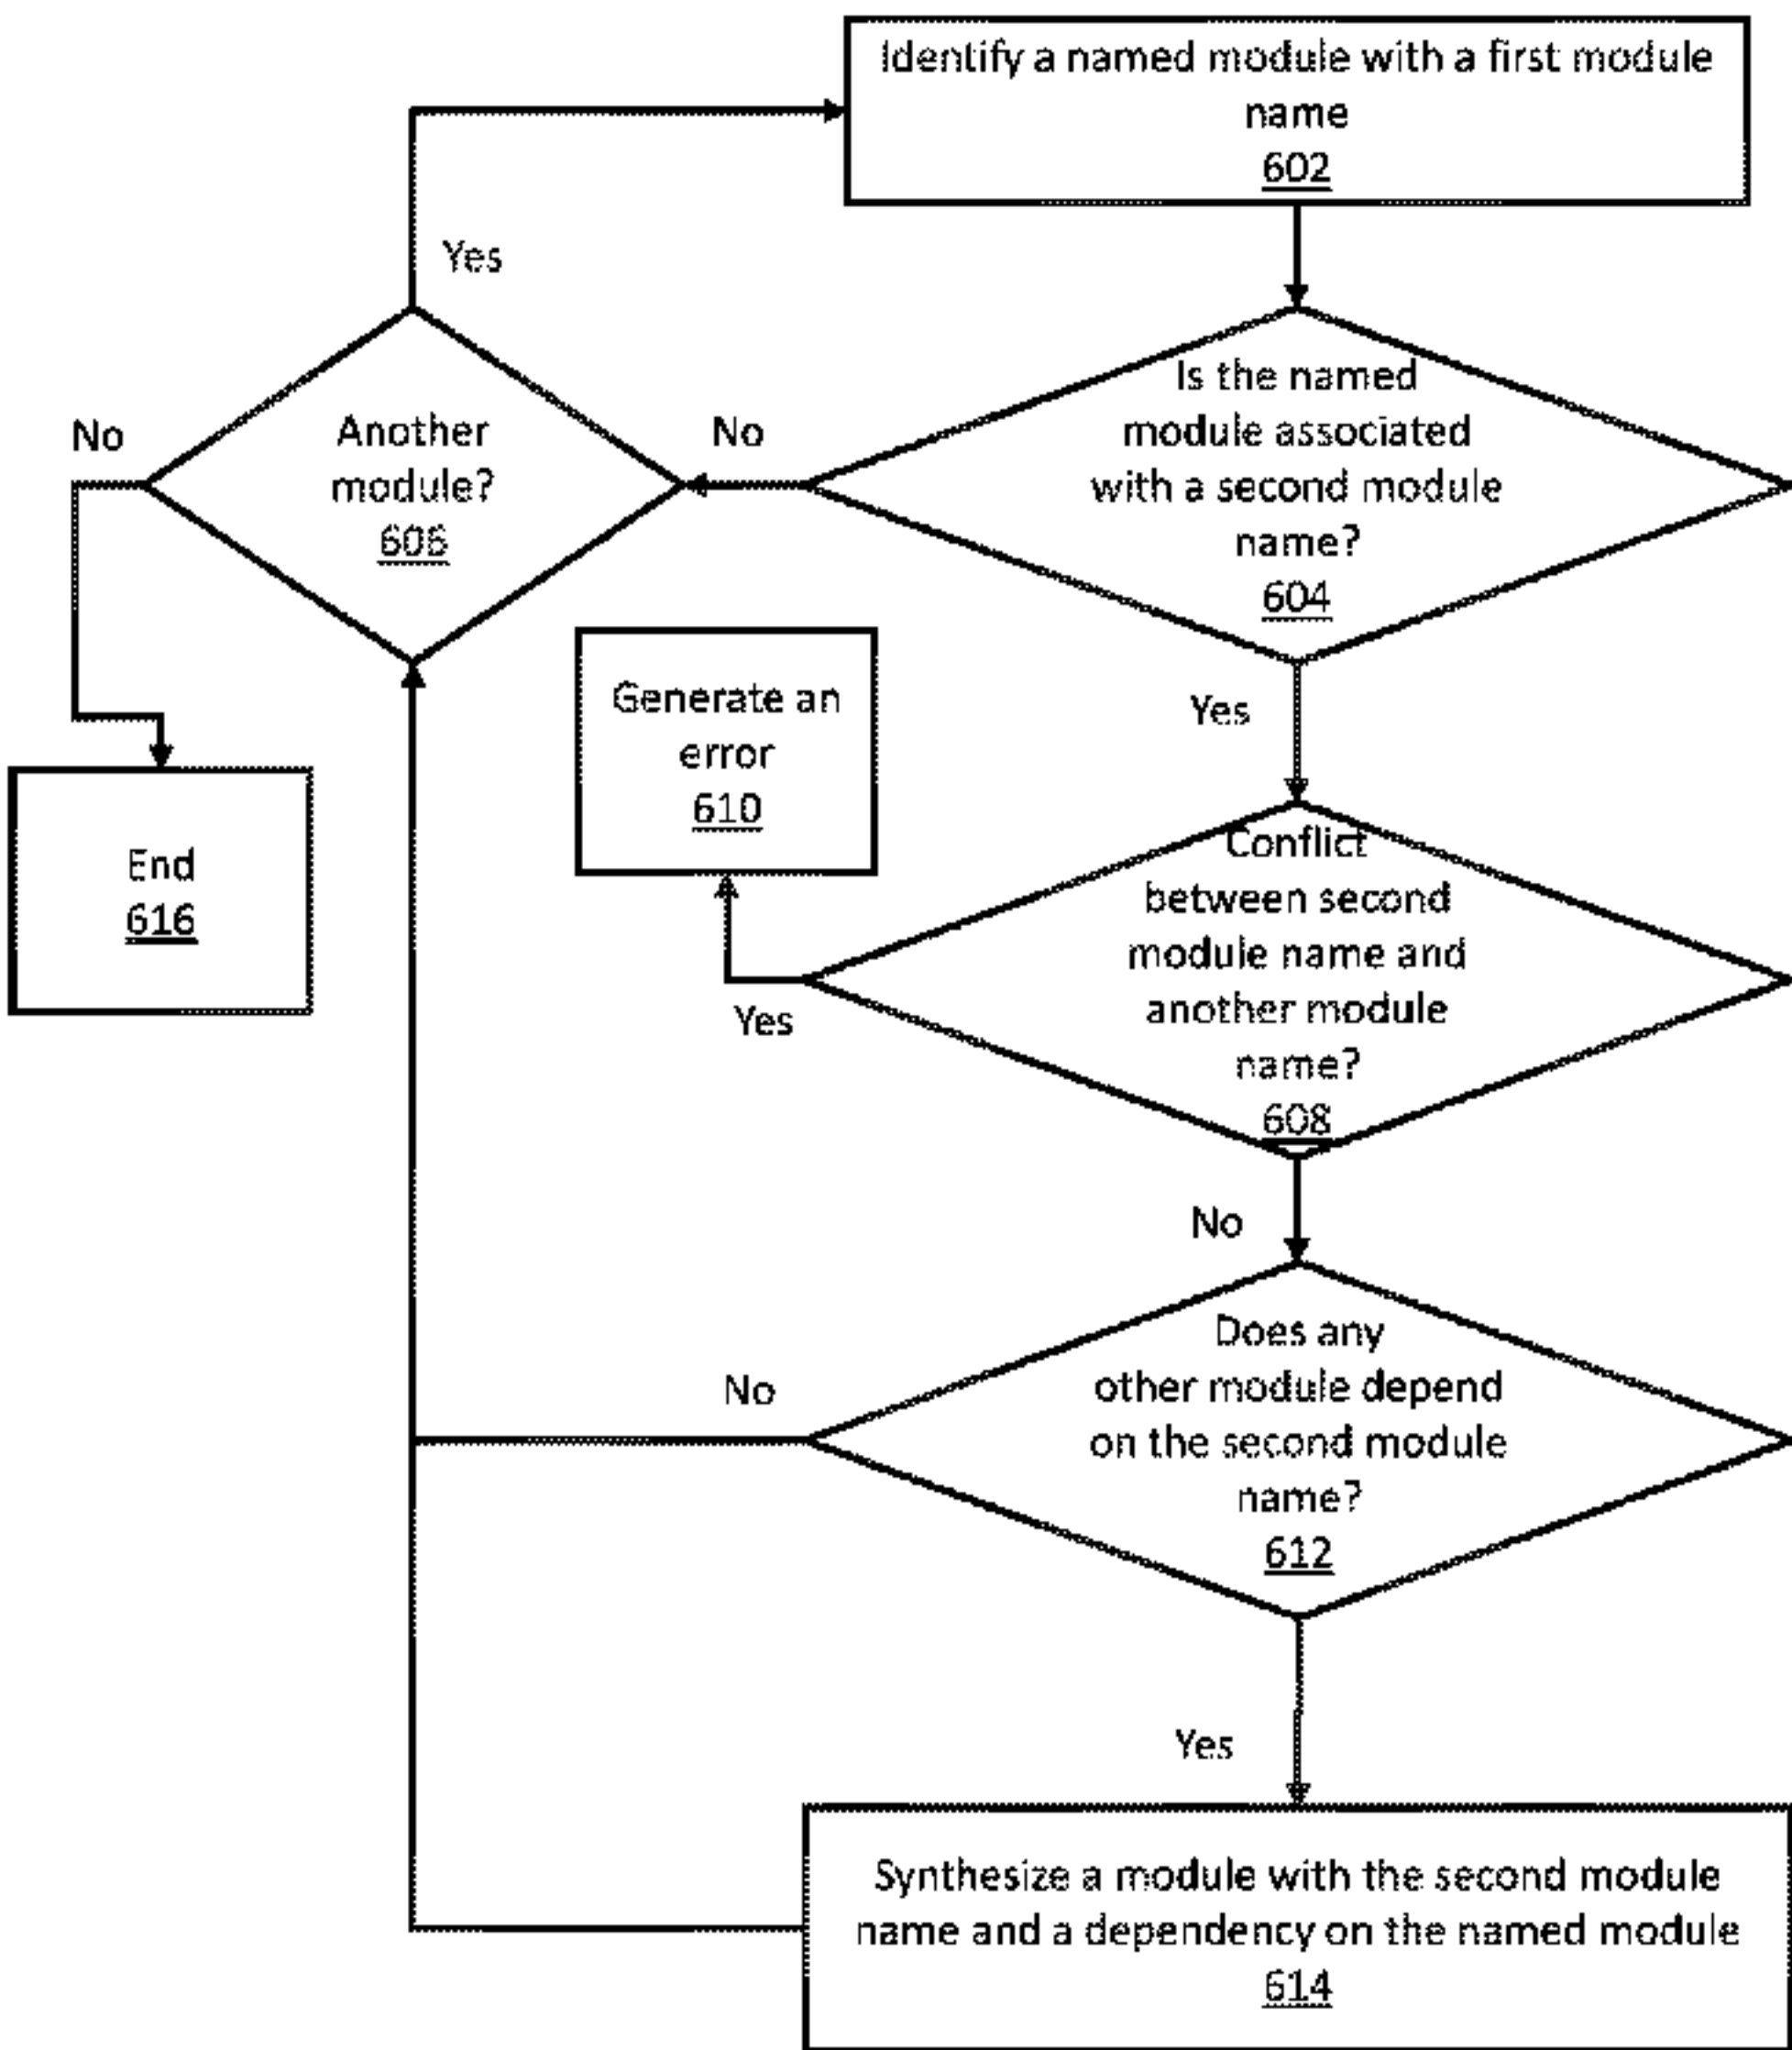 Identify a named module with a first module
name
602
Yes
Is the named
module associated
with a second module
name?
604
No
Another
module?
606
No
Yes
Generate an
error
610
End
616
Conflict
between second
module name and
another module
name?
608
Yes
No
Does any
other module depend
on the second module
name?
612
No
Yes
Synthesize a module with the second module
name and a dependency on the named module
614